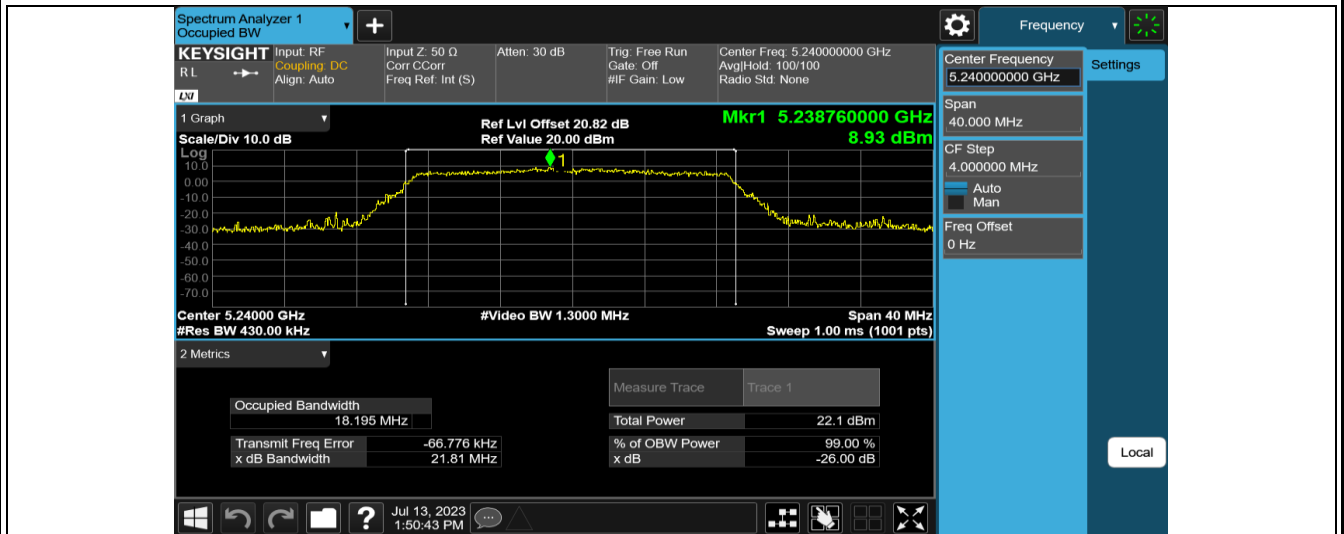 Spectrum Analyzer 1
Occupied BW
Frequency
KEYSIGHT
R L
LXI
Input: RF
Coupling: DC
Align: Auto
Input Z: 50 Ω
Corr CCorr
Freq Ref: Int (S)
Atten: 30 dB
Trig: Free Run
Gate: Off
#IF Gain: Low
Center Freq: 5.240000000 GHz
Avg|Hold: 100/100
Radio Std: None
Center Frequency
5.240000000 GHz
Settings
Span
40.000 MHz
CF Step
4.000000 MHz
Auto
Man
Freq Offset
0 Hz
1 Graph
Scale/Div 10.0 dB
Ref Lvl Offset 20.82 dB
Ref Value 20.00 dBm
Mkr1 5.238760000 GHz
8.93 dBm
Log
10.0
0.00
-10.0
-20.0
-30.0
-40.0
-50.0
-60.0
-70.0
1
Center 5.24000 GHz
#Res BW 430.00 kHz
#Video BW 1.3000 MHz
Span 40 MHz
Sweep 1.00 ms (1001 pts)
2 Metrics
Measure Trace Trace 1
Occupied Bandwidth
18.195 MHz
Total Power 22.1 dBm
Transmit Freq Error -66.776 kHz
% of OBW Power 99.00 %
x dB Bandwidth 21.81 MHz
x dB -26.00 dB
Local
Jul 13, 2023
1:50:43 PM